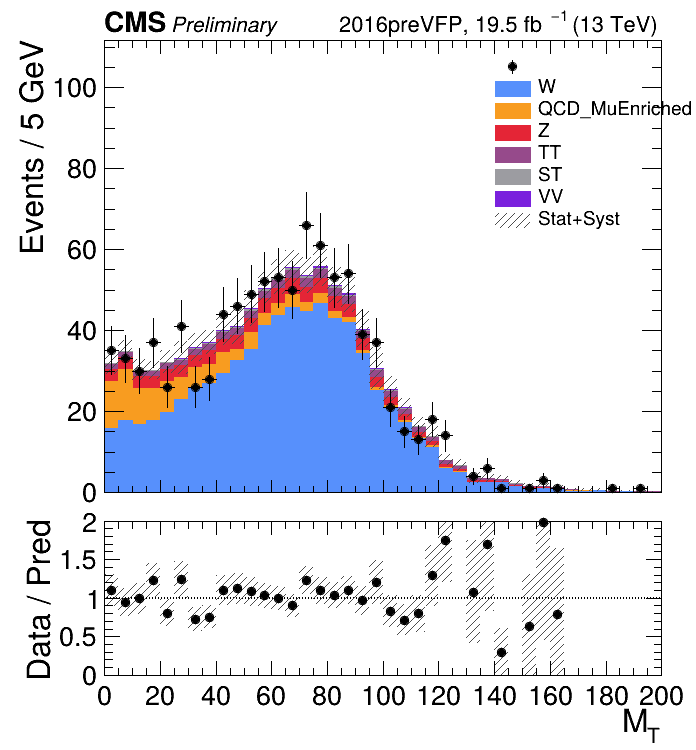 CMS Preliminary 2016preVFP, 19.5 fb⁻¹ (13 TeV)
Events / 5 GeV
100
80
60
40
20
0
W
QCD_MuEnriched
Z
TT
ST
VV
Stat+Syst
Data / Pred
2
1.5
1
0.5
0
0 20 40 60 80 100 120 140 160 180 200
M_T